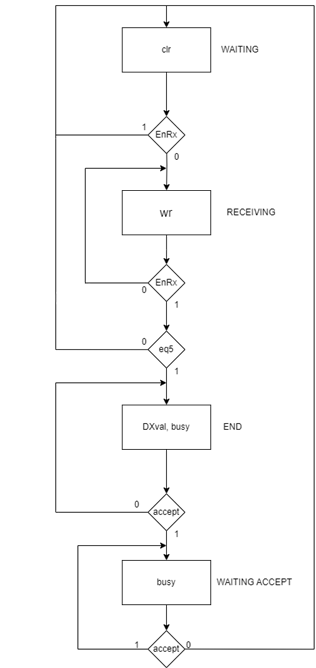 clr WAITING
1 EnRx
0
wr RECEIVING
EnRx
0 1
0 eq5
1
DXval, busy END
0 accept
1
busy WAITING ACCEPT
1 accept 0